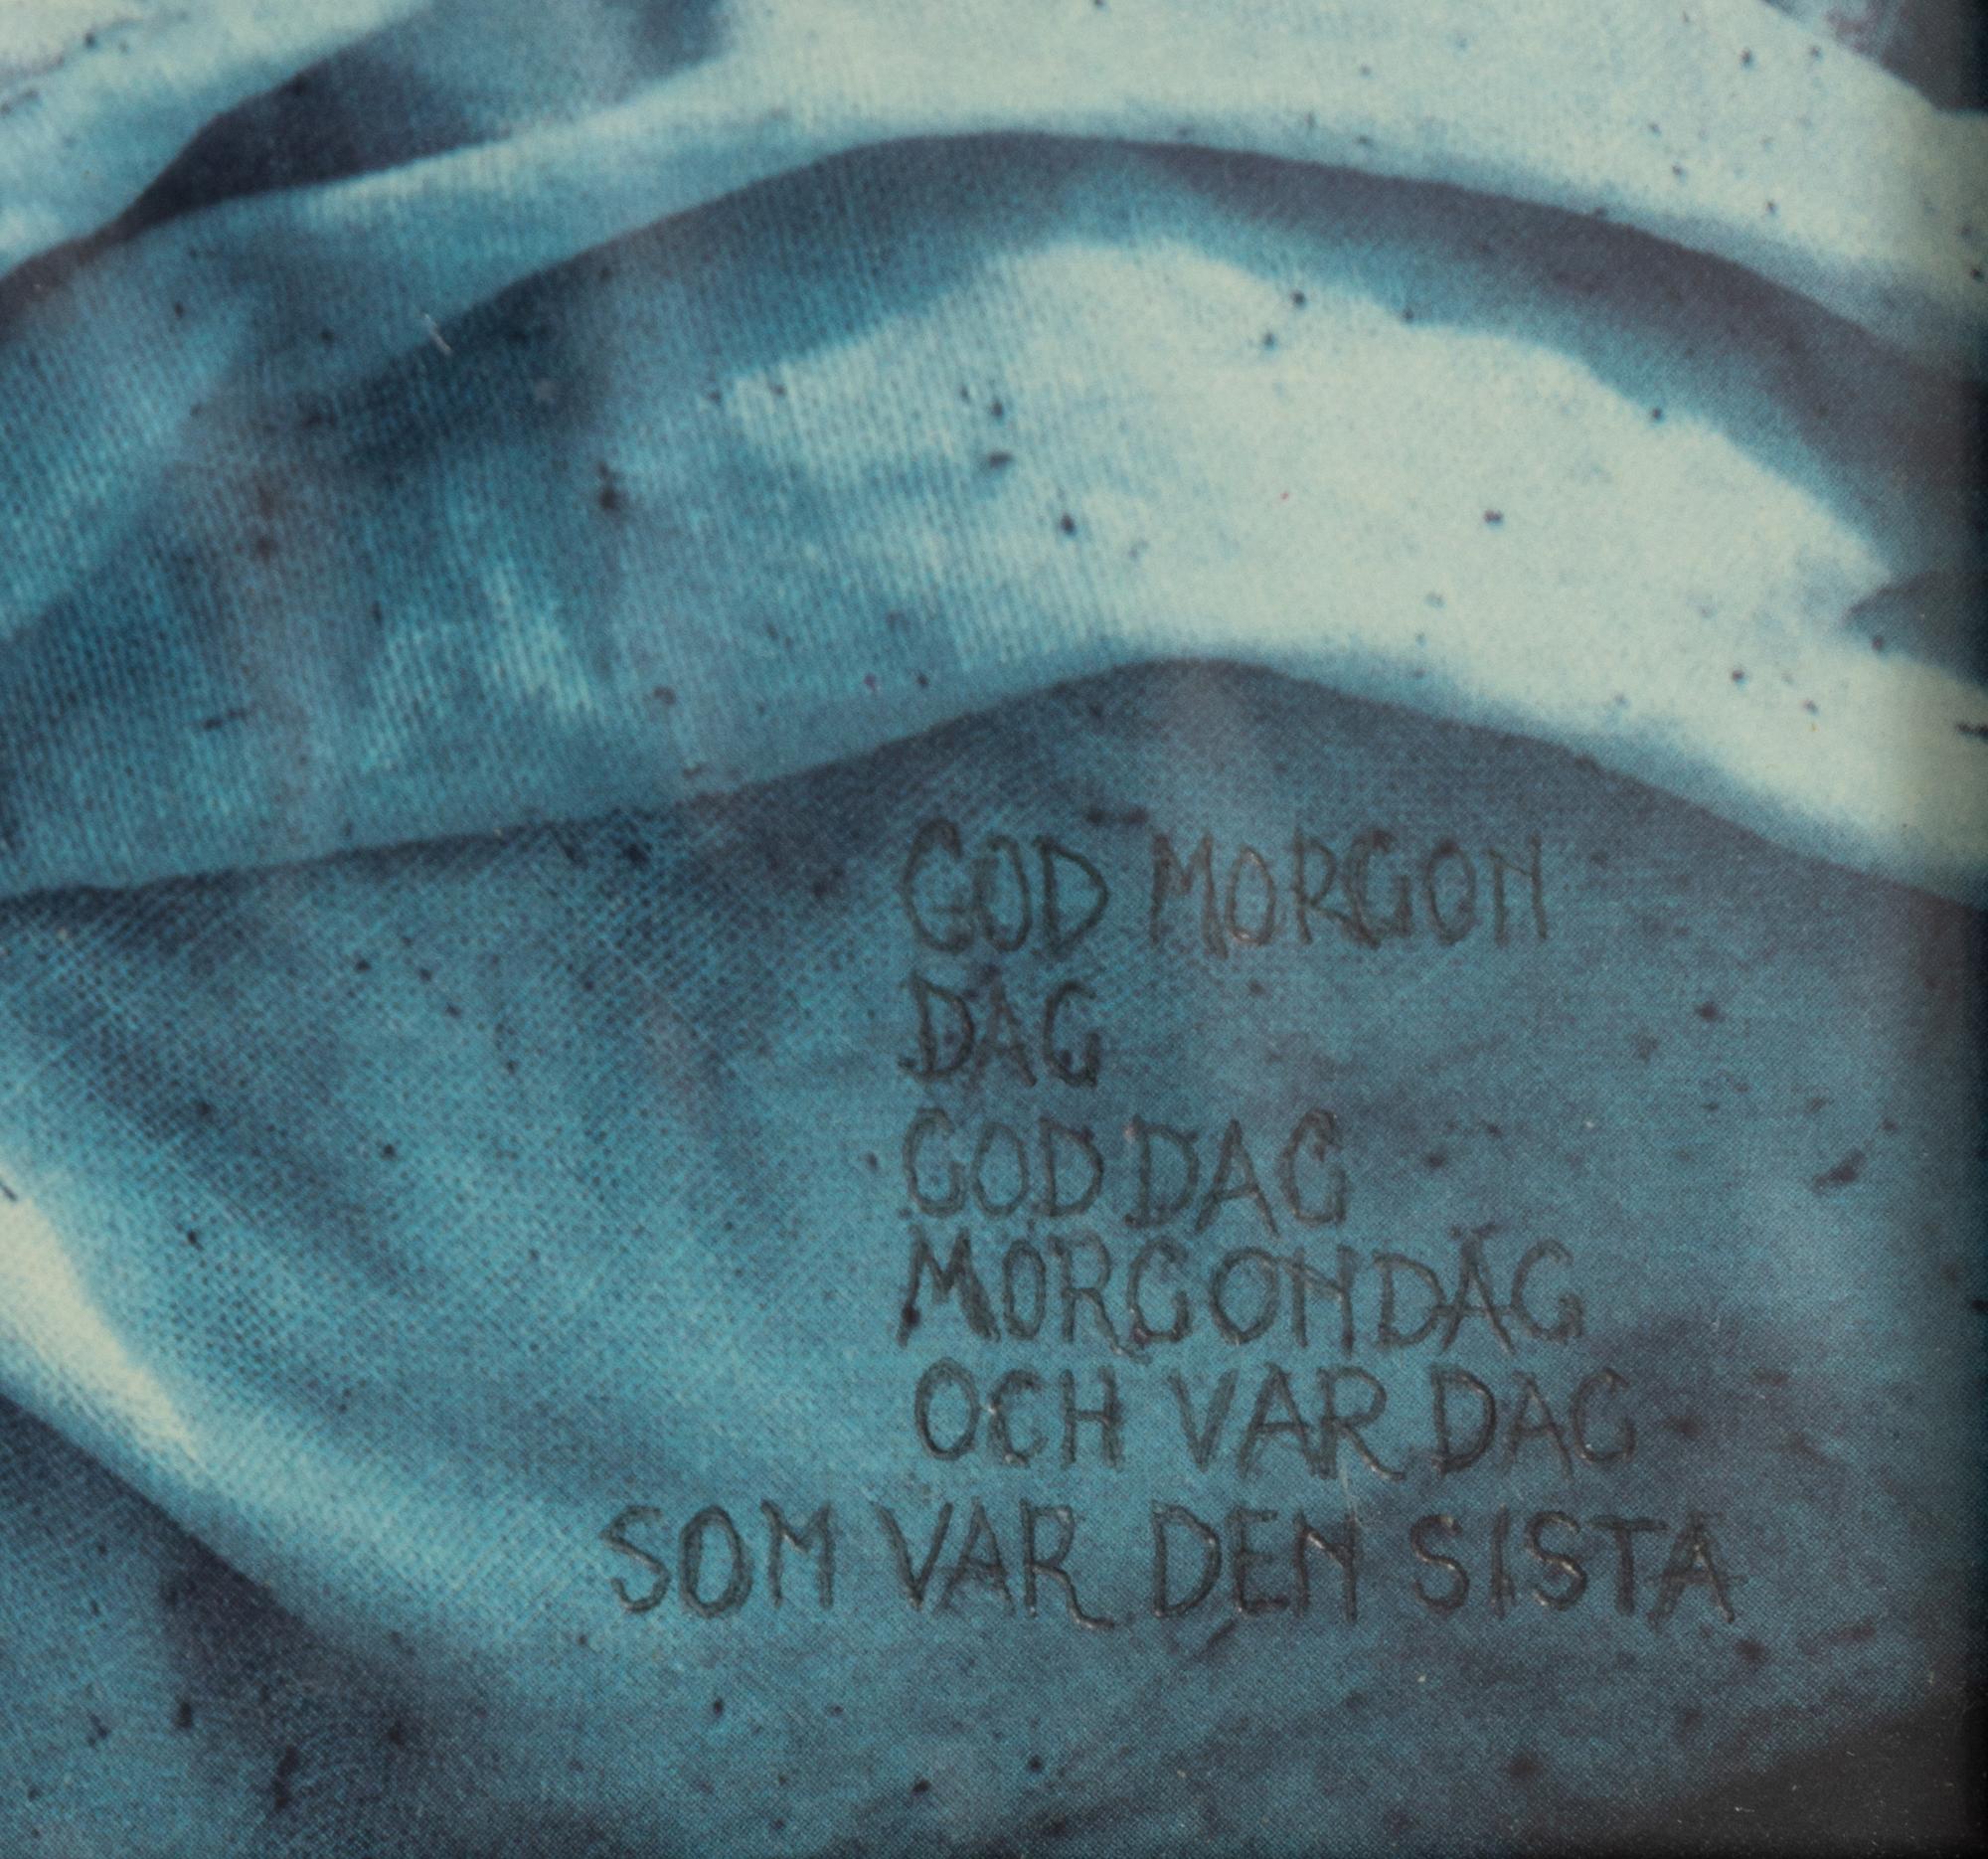 GOD MORGON
DAG
GOD DAG
MORGONDAG
OCH VAR DAG
SOM VAR DEN SISTA